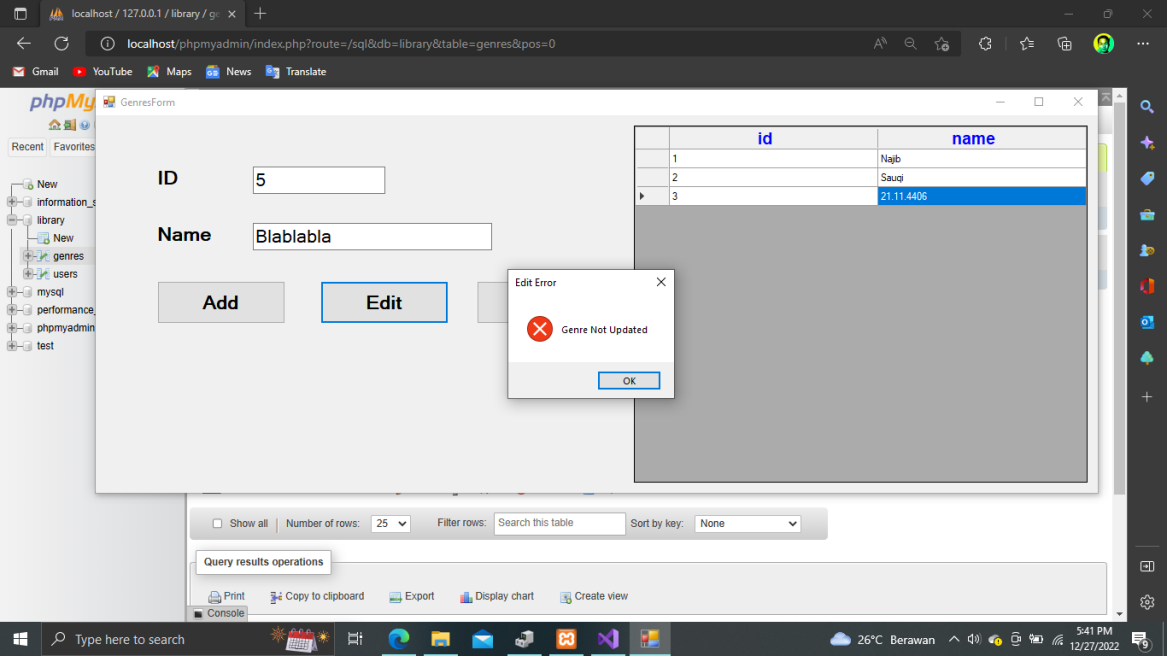 localhost / 127.0.0.1 / library / ge
localhost/phpmyadmin/index.php?route=/sql&db=library&table=genres&pos=0
Gmail
YouTube
Maps
News
Translate
phpMy
Recent
Favorites
New
information_s
library
New
genres
users
mysql
performance_
phpmyadmin
test
GenresForm
ID
5
Name
Blablabla
Add
Edit
id
name
1
Najib
2
Sauqi
3
21.11.4406
Edit Error
Genre Not Updated
OK
Show all
Number of rows:
25
Filter rows:
Search this table
Sort by key:
None
Query results operations
Print
Copy to clipboard
Export
Display chart
Create view
Console
Type here to search
26°C Berawan
5:41 PM
12/27/2022
9